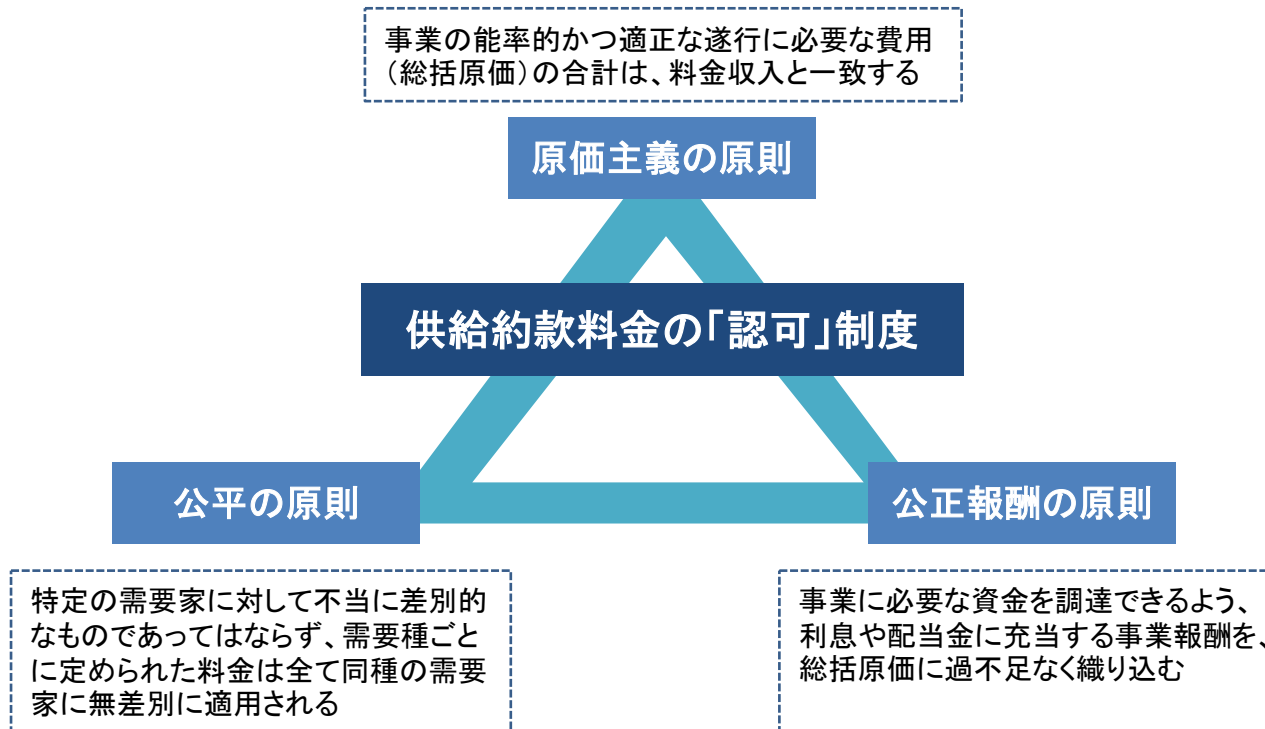 事業の能率的かつ適正な遂行に必要な費用
（総括原価）の合計は、料金収入と一致する
原価主義の原則
供給約款料金の「認可」制度
公平の原則
公正報酬の原則
特定の需要家に対して不当に差別的
なものであってはならず、需要種ごと
に定められた料金は全て同種の需要
家に無差別に適用される
事業に必要な資金を調達できるよう、
利息や配当金に充当する事業報酬を、
総括原価に過不足なく織り込む